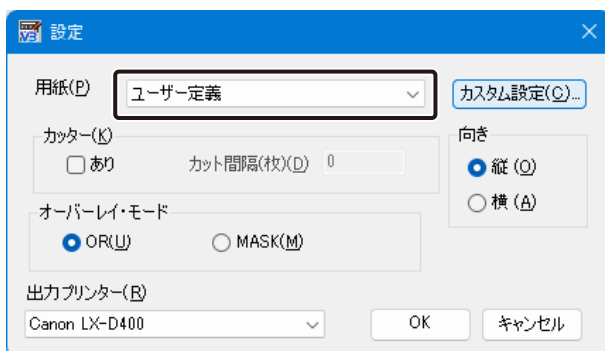 設定
用紙(P) ユーザー定義 カスタム設定(C)...
カッター(K)
あり カット間隔(枚)(D) 0
向き
縦 (O)
横 (A)
オーバーレイ・モード
OR(U) MASK(M)
出力プリンター(R)
Canon LX-D400 OK キャンセル